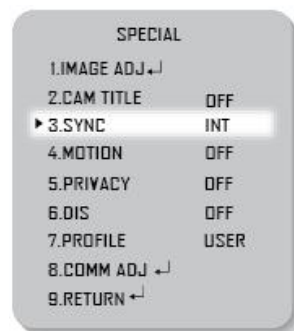 SPECIAL
1.IMAGE ADJ↵
2.CAM TITLE OFF
▶ 3.SYNC INT
4.MOTION OFF
5.PRIVACY OFF
6.DIS OFF
7.PROFILE USER
8.COMM ADJ ↵
9.RETURN ↵